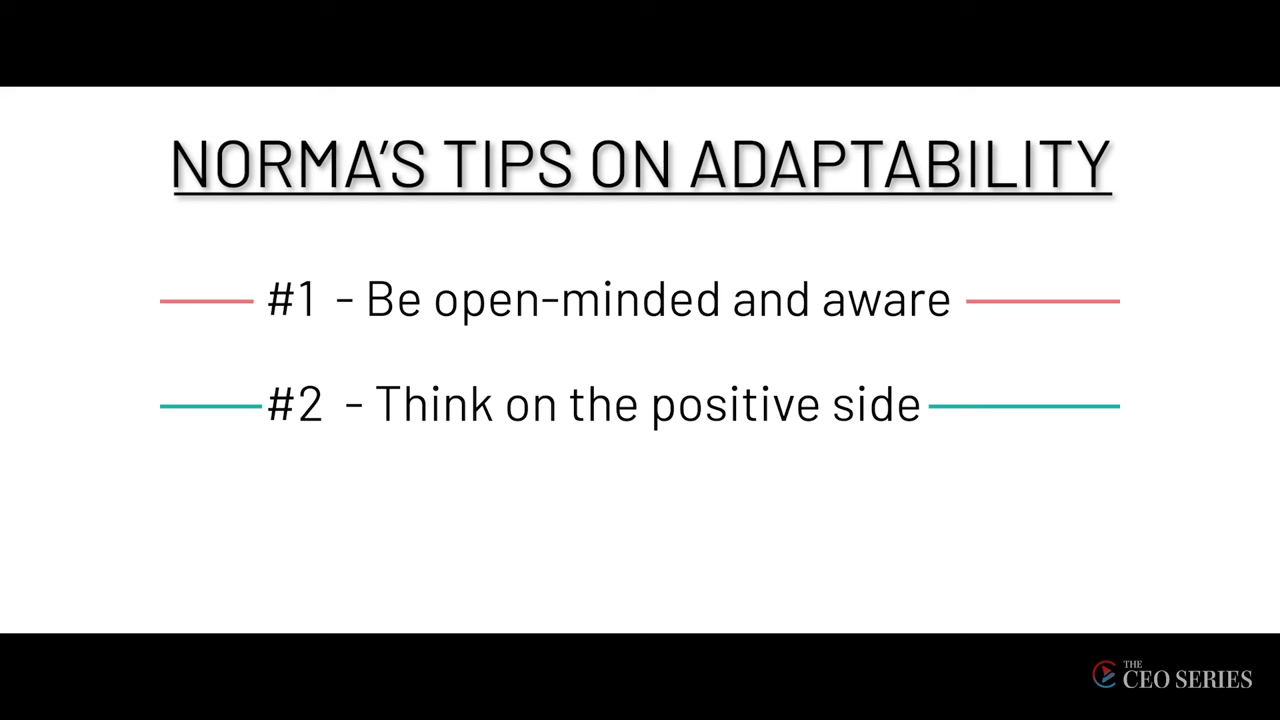 NORMA'S TIPS ON ADAPTABILITY
#1 - Be open-minded and aware
#2 - Think on the positive side
THE
CEO SERIES